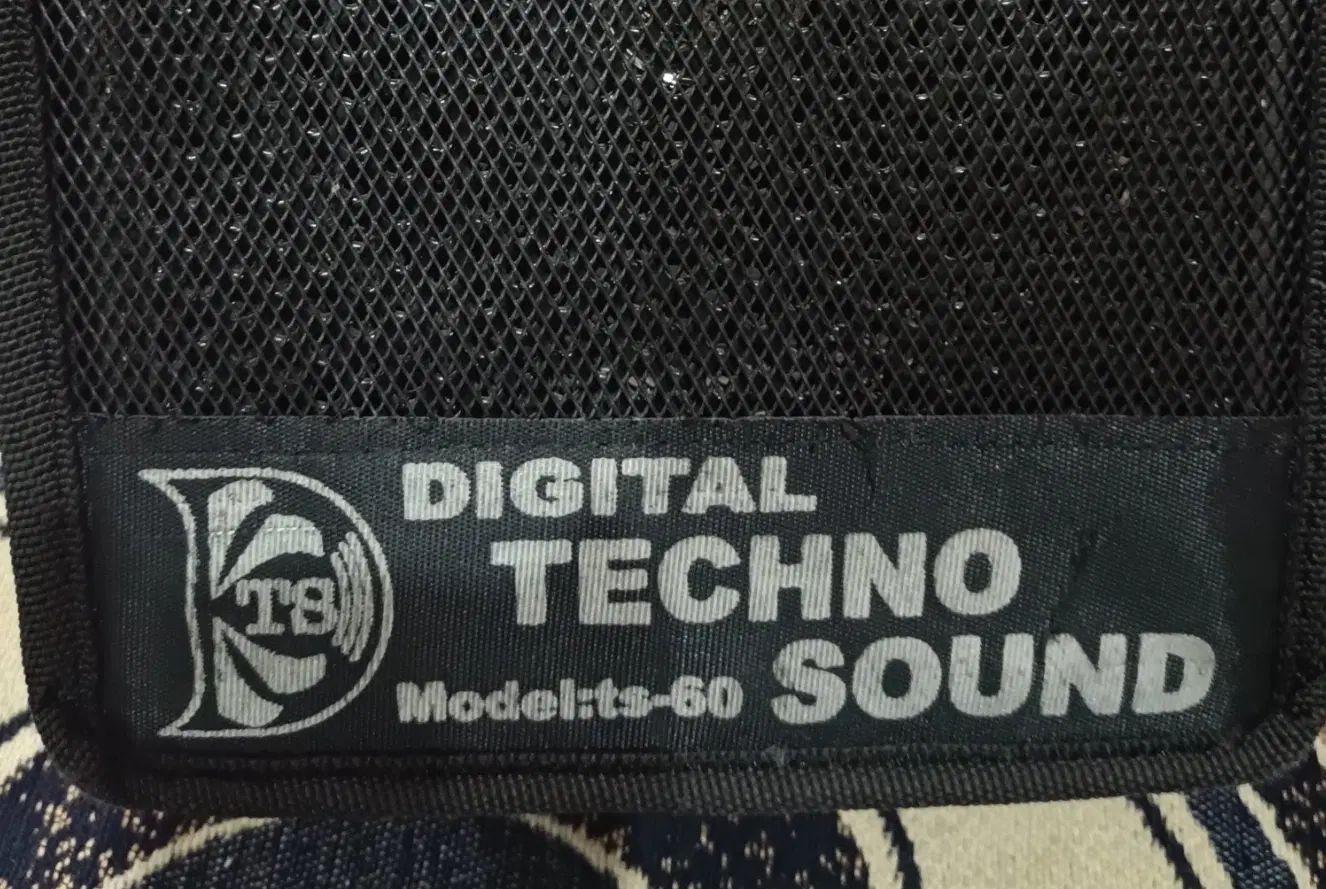 DIGITAL
TECHNO
SOUND
Model:ts-60
TS